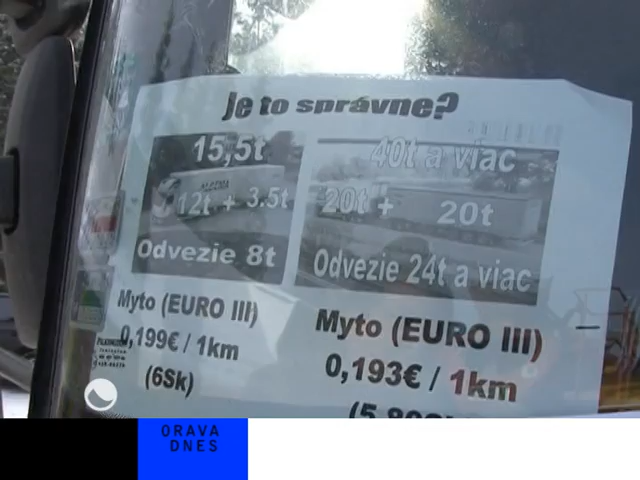 Je to správne?
15,5t
12t + 3.5t
Odvezie 8t
40t a viac
20t + 20t
Odvezie 24t a viac
Myto (EURO III)
0,199€ / 1km
(6Sk)
Myto (EURO III)
0,193€ / 1km
ORAVA
DNES